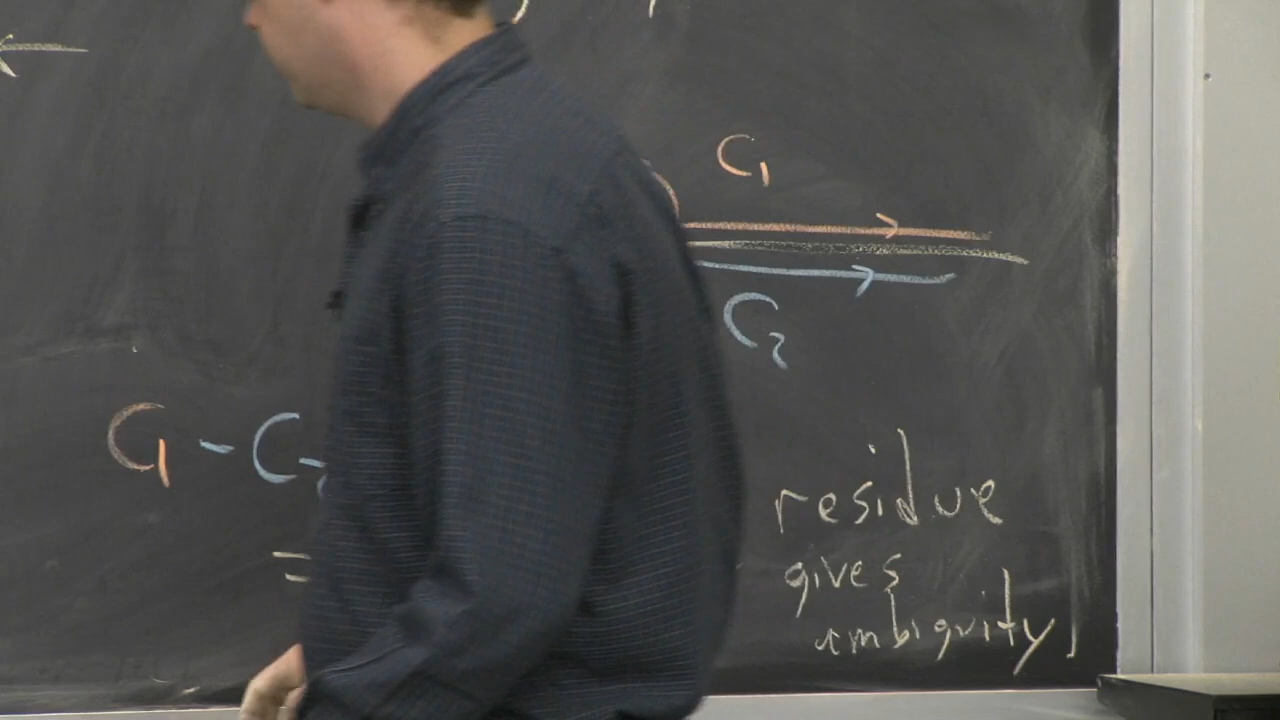 C1
C2
C1 - C2
=
residue
gives
ambiguity]